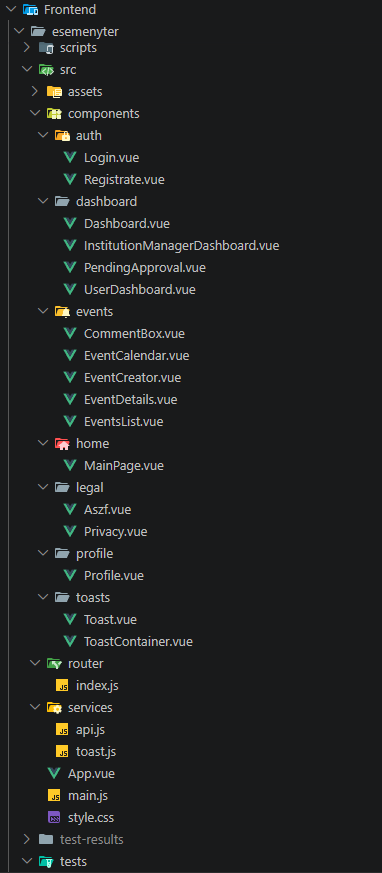 Frontend
esemenyter
scripts
src
assets
components
auth
Login.vue
Registrate.vue
dashboard
Dashboard.vue
InstitutionManagerDashboard.vue
PendingApproval.vue
UserDashboard.vue
events
CommentBox.vue
EventCalendar.vue
EventCreator.vue
EventDetails.vue
EventsList.vue
home
MainPage.vue
legal
Aszf.vue
Privacy.vue
profile
Profile.vue
toasts
Toast.vue
ToastContainer.vue
router
index.js
services
api.js
toast.js
App.vue
main.js
style.css
test-results
tests